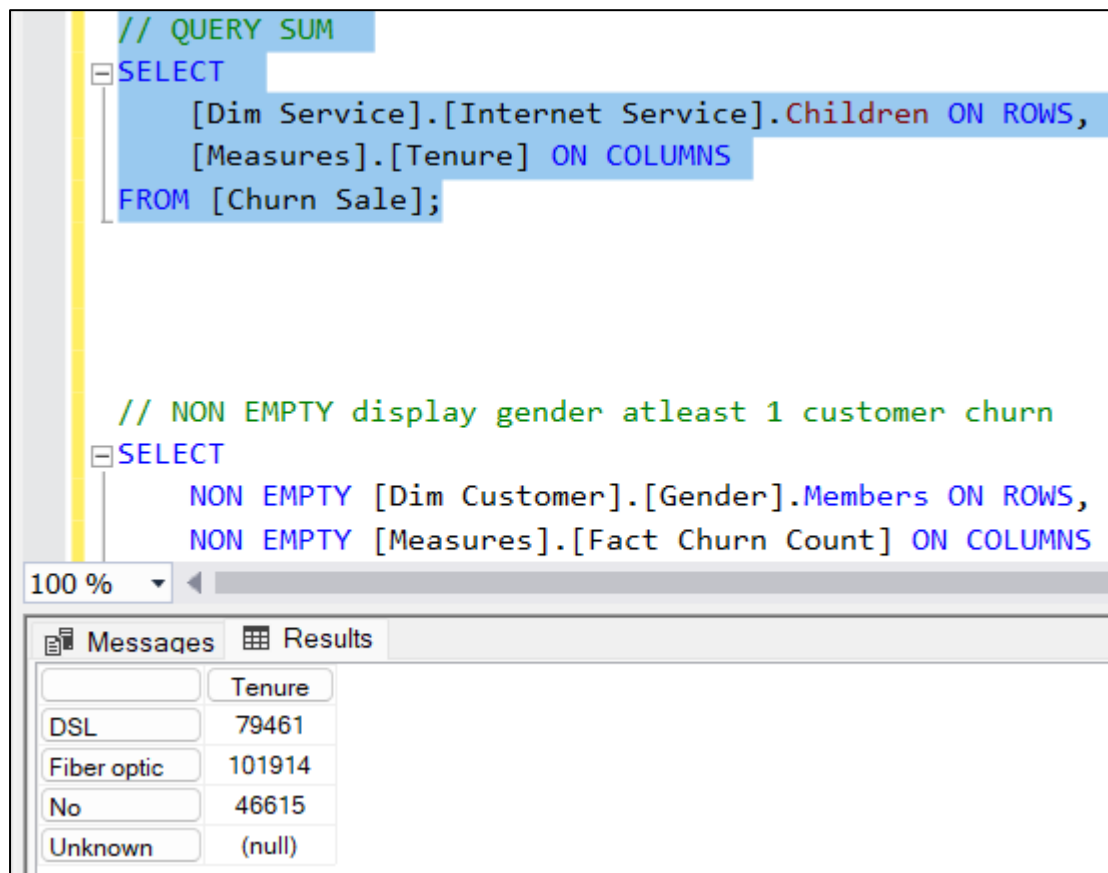 // QUERY SUM
SELECT
[Dim Service].[Internet Service].Children ON ROWS,
[Measures].[Tenure] ON COLUMNS
FROM [Churn Sale];
// NON EMPTY display gender atleast 1 customer churn
SELECT
NON EMPTY [Dim Customer].[Gender].Members ON ROWS,
NON EMPTY [Measures].[Fact Churn Count] ON COLUMNS
100 %
Messages Results
Tenure
DSL 79461
Fiber optic 101914
No 46615
Unknown (null)